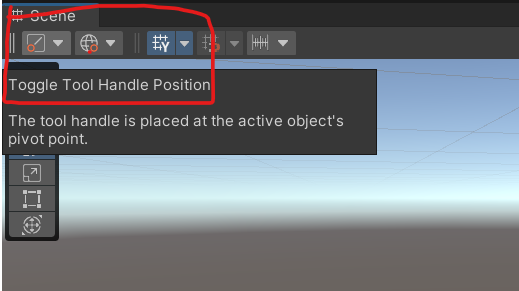 Scene
Y
Toggle Tool Handle Position
The tool handle is placed at the active object's
pivot point.